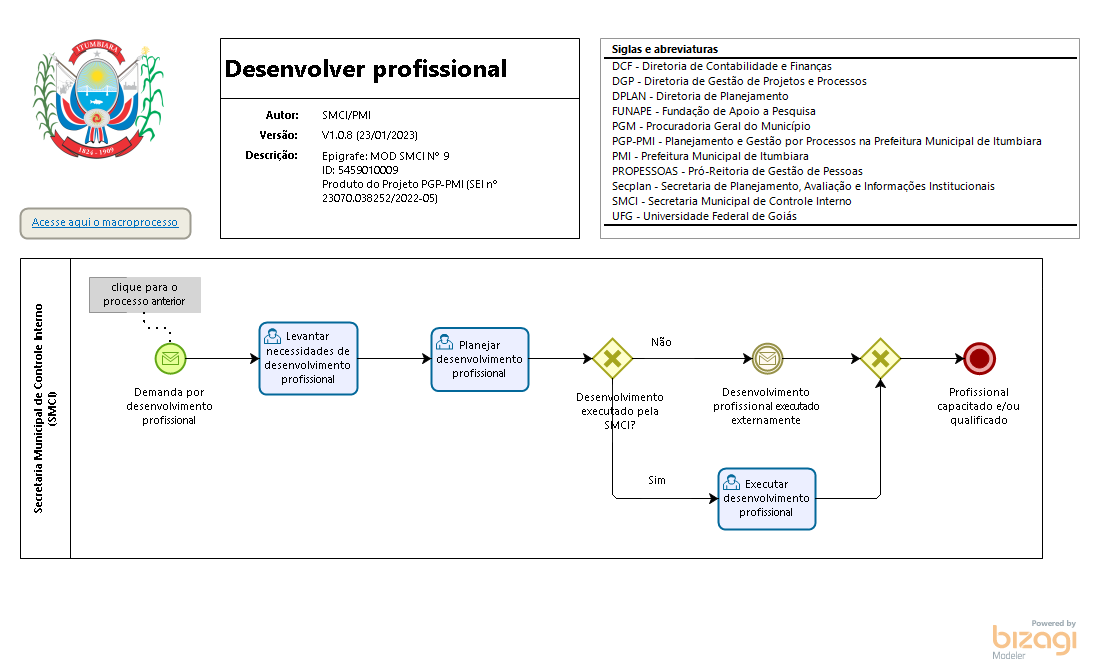 ITUMBIARA
1824 - 1909
Acesse aqui o macroprocesso
Desenvolver profissional
Autor: SMCI/PMI
Versão: V1.0.8 (23/01/2023)
Descrição: Epigrafe: MOD SMCI Nº 9
ID: 5459010009
Produto do Projeto PGP-PMI (SEI nº
23070.038252/2022-05)
Siglas e abreviaturas
DCF - Diretoria de Contabilidade e Finanças
DGP - Diretoria de Gestão de Projetos e Processos
DPLAN - Diretoria de Planejamento
FUNAPE - Fundação de Apoio a Pesquisa
PGM - Procuradoria Geral do Município
PGP-PMI - Planejamento e Gestão por Processos na Prefeitura Municipal de Itumbiara
PMI - Prefeitura Municipal de Itumbiara
PROPESSOAS - Pró-Reitoria de Gestão de Pessoas
Secplan - Secretaria de Planejamento, Avaliação e Informações Institucionais
SMCI - Secretaria Municipal de Controle Interno
UFG - Universidade Federal de Goiás
Secretaria Municipal de Controle Interno
(SMCI)
clique para o
processo anterior
Demanda por
desenvolvimento
profissional
Levantar
necessidades de
desenvolvimento
profissional
Planejar
desenvolvimento
profissional
Desenvolvimento
executado pela
SMCI?
Não
Desenvolvimento
profissional executado
externamente
Sim
Executar
desenvolvimento
profissional
Profissional
capacitado e/ou
qualificado
Powered by
bizagi
Modeler